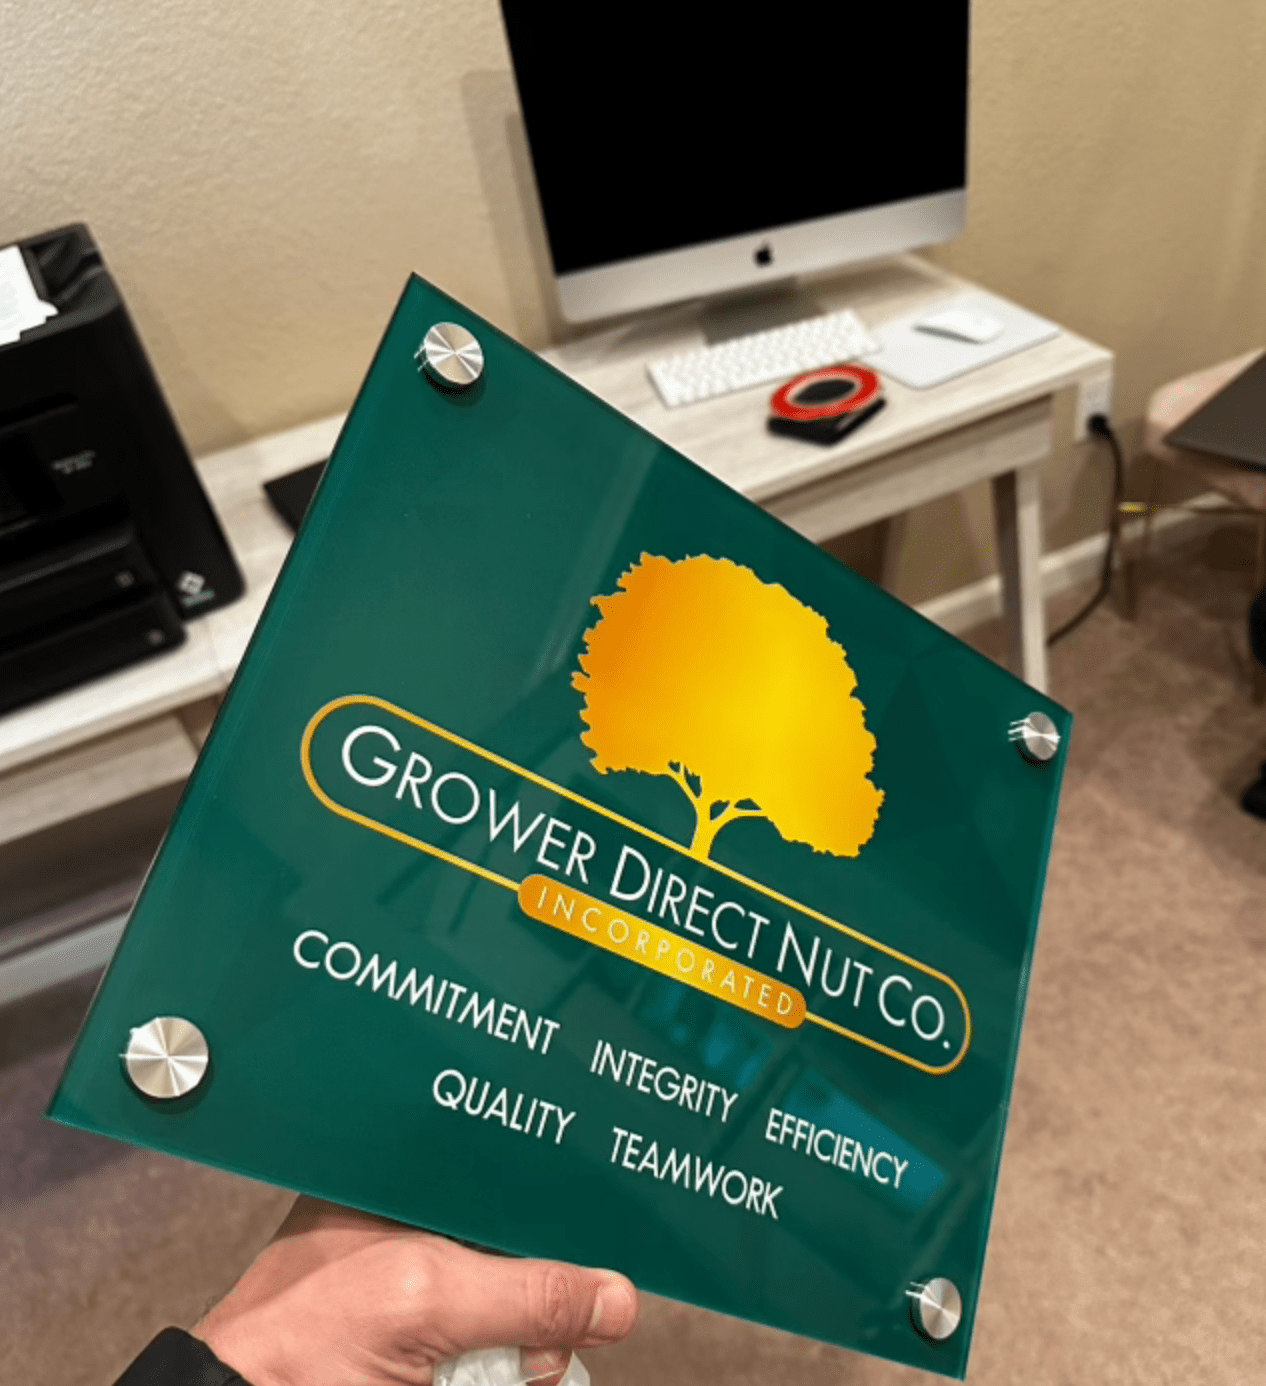 GROWER DIRECT NUT CO.
INCORPORATED
COMMITMENT INTEGRITY EFFICIENCY
QUALITY TEAMWORK